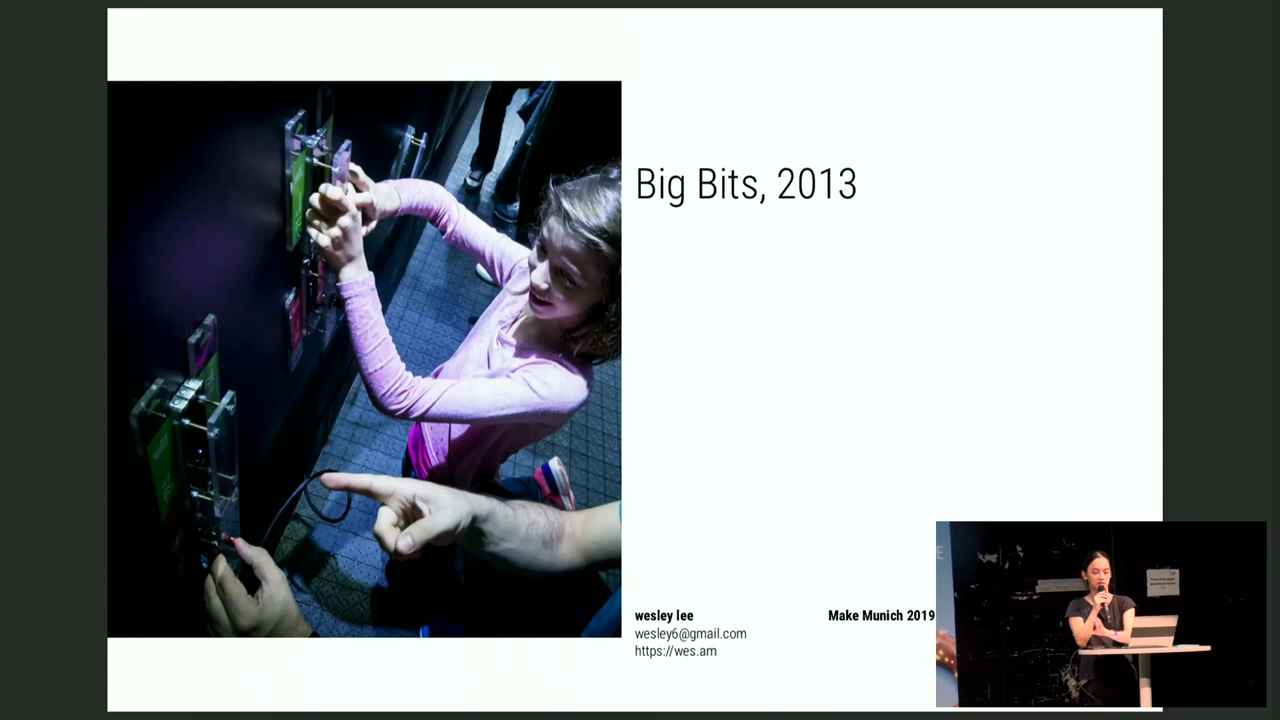 Big Bits, 2013
wesley lee
Make Munich 2019
wesley6@gmail.com
https://wes.am